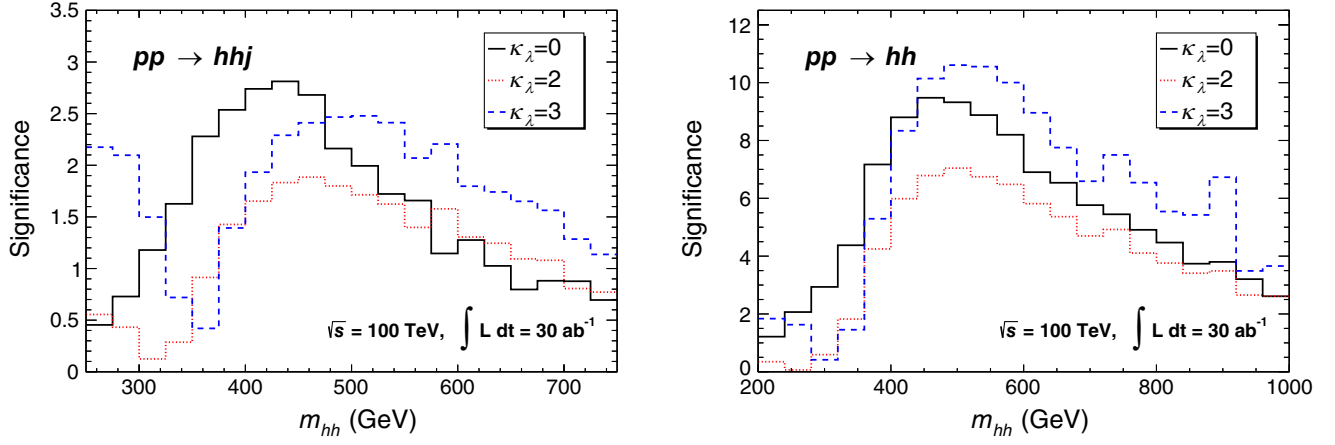 pp → hhj
κλ=0
κλ=2
κλ=3
Significance
3.5
3
2.5
2
1.5
1
0.5
0
√s = 100 TeV, ∫ L dt = 30 ab⁻¹
300 400 500 600 700
m_hh (GeV)
pp → hh
κλ=0
κλ=2
κλ=3
Significance
12
10
8
6
4
2
0
√s = 100 TeV, ∫ L dt = 30 ab⁻¹
200 400 600 800 1000
m_hh (GeV)